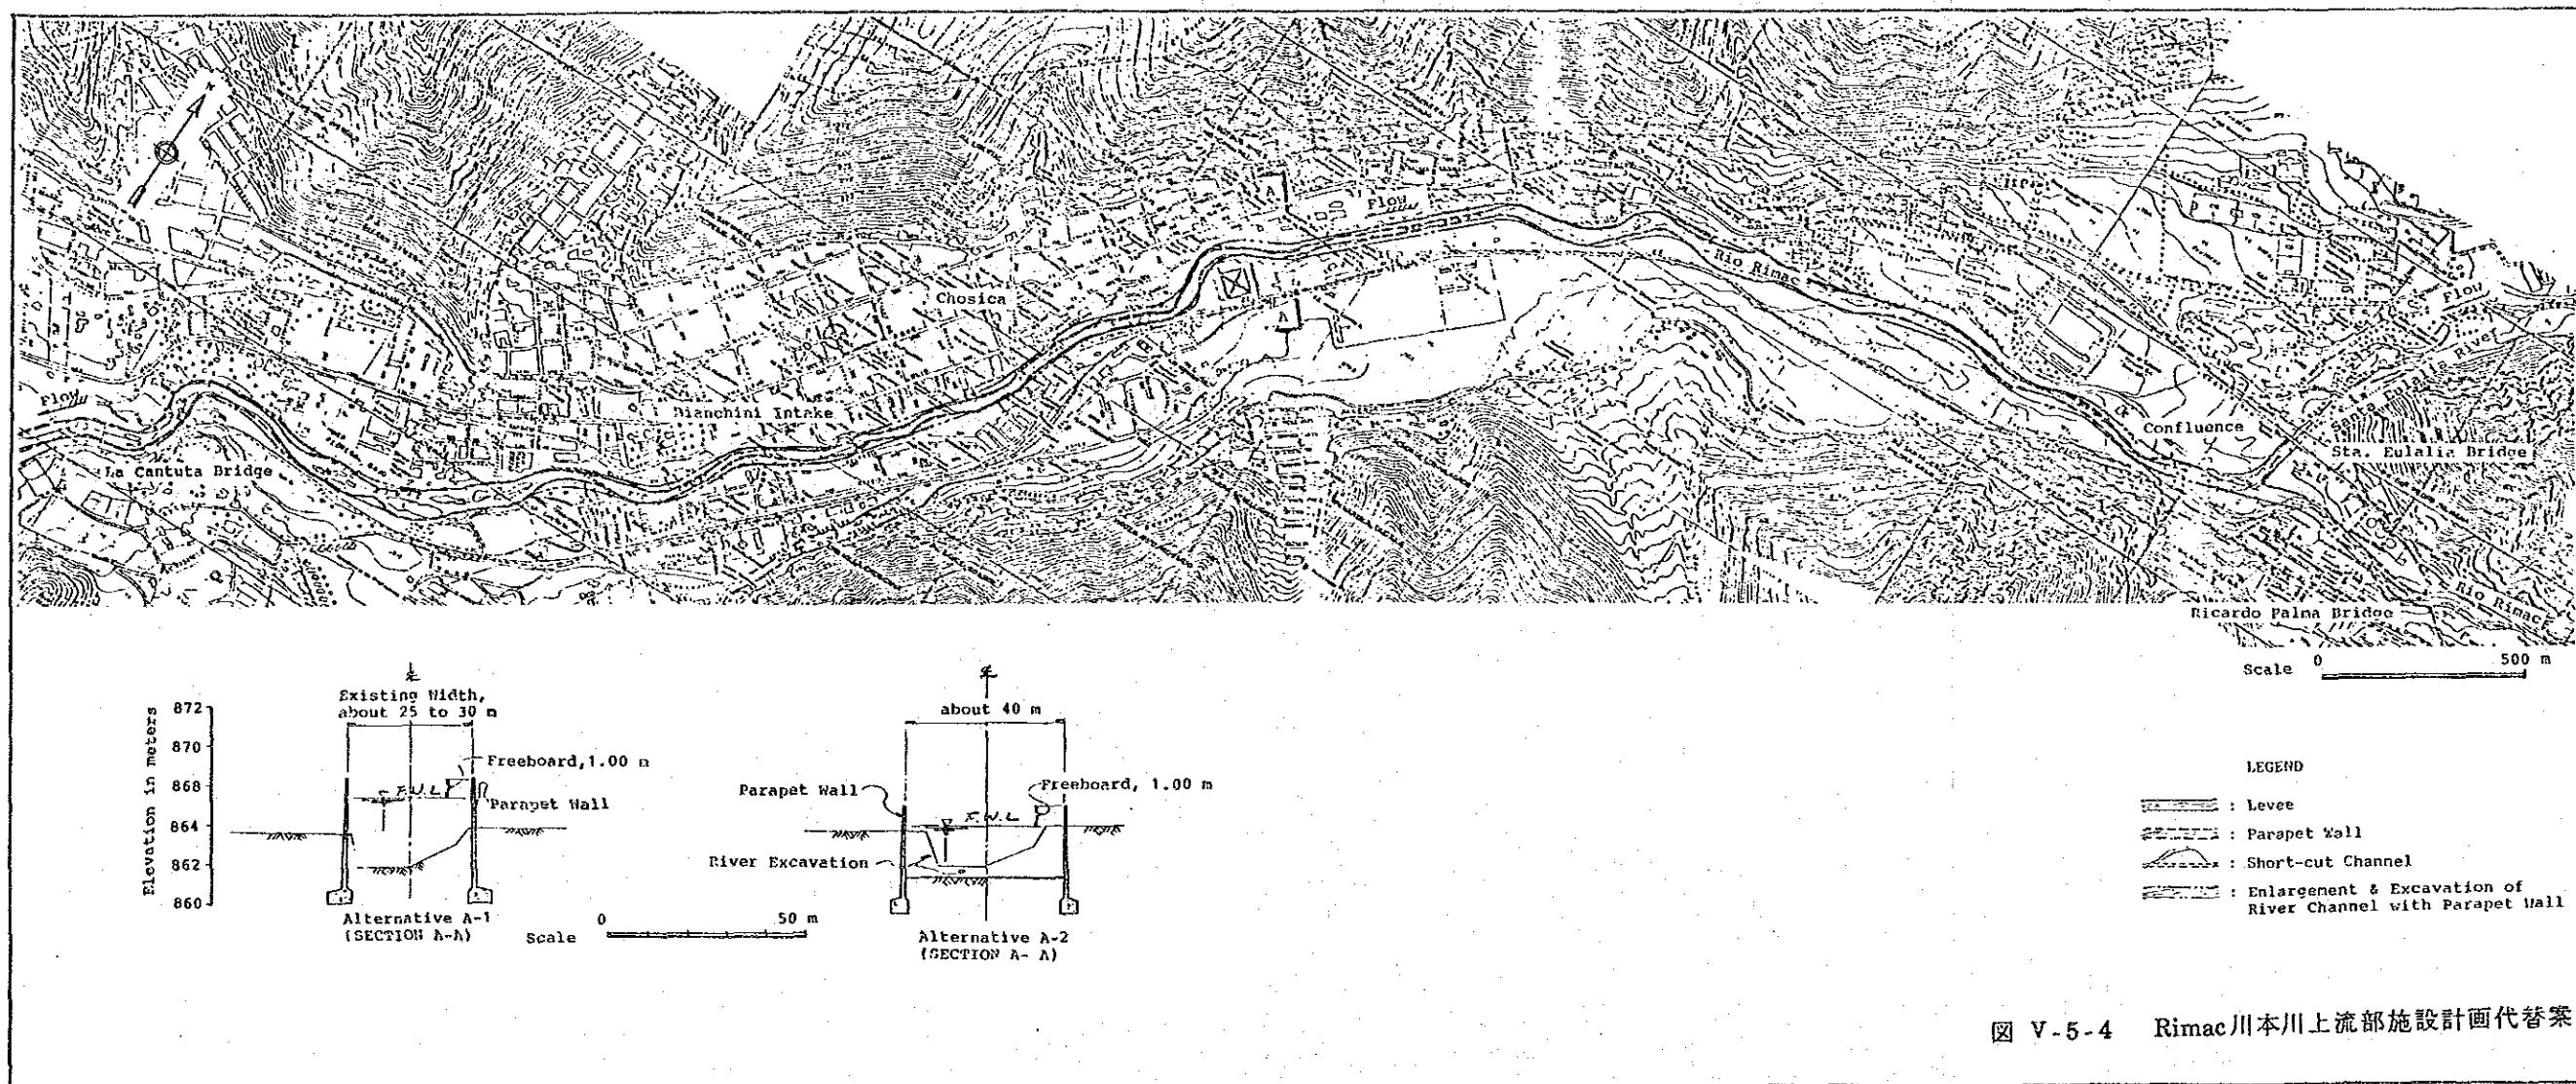 A
Flow
Rio Rimac
Chosica
A
Flow
Santa Eulalia River
Bianchini Intake
Flow
Confluence
Sta. Eulalia Bridge
La Cantuta Bridge
Rio Rimac
Ricardo Palma Bridge
Scale 0 500 m
Elevation in meters
872
870
868
866
864
862
860
Existing Width,
about 25 to 30 m
Freeboard, 1.00 m
F.W.L
Parapet Wall
Alternative A-1
(SECTION A-A)
Scale 0 50 m
about 40 m
Parapet Wall
Freeboard, 1.00 m
F.W.L
River Excavation
Alternative A-2
(SECTION A-A)
LEGEND
: Levee
: Parapet Wall
: Short-cut Channel
: Enlargement & Excavation of
River Channel with Parapet Wall
図 V-5-4 Rimac川本川上流部施設計画代替案